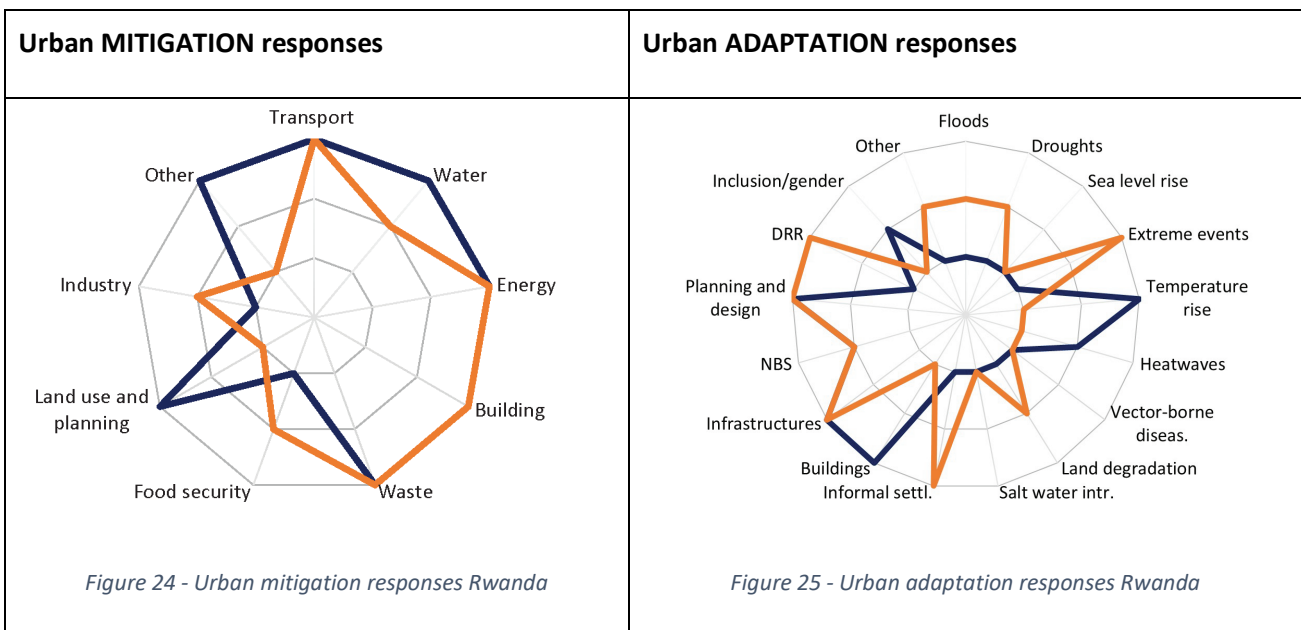 Urban MITIGATION responses
Urban ADAPTATION responses
Transport
Water
Energy
Building
Waste
Food security
Land use and
planning
Industry
Other
Figure 24 - Urban mitigation responses Rwanda
Floods
Droughts
Sea level rise
Extreme events
Temperature
rise
Heatwaves
Vector-borne
diseas.
Land degradation
Salt water intr.
Informal settl.
Buildings
Infrastructures
NBS
Planning and
design
DRR
Inclusion/gender
Other
Figure 25 - Urban adaptation responses Rwanda